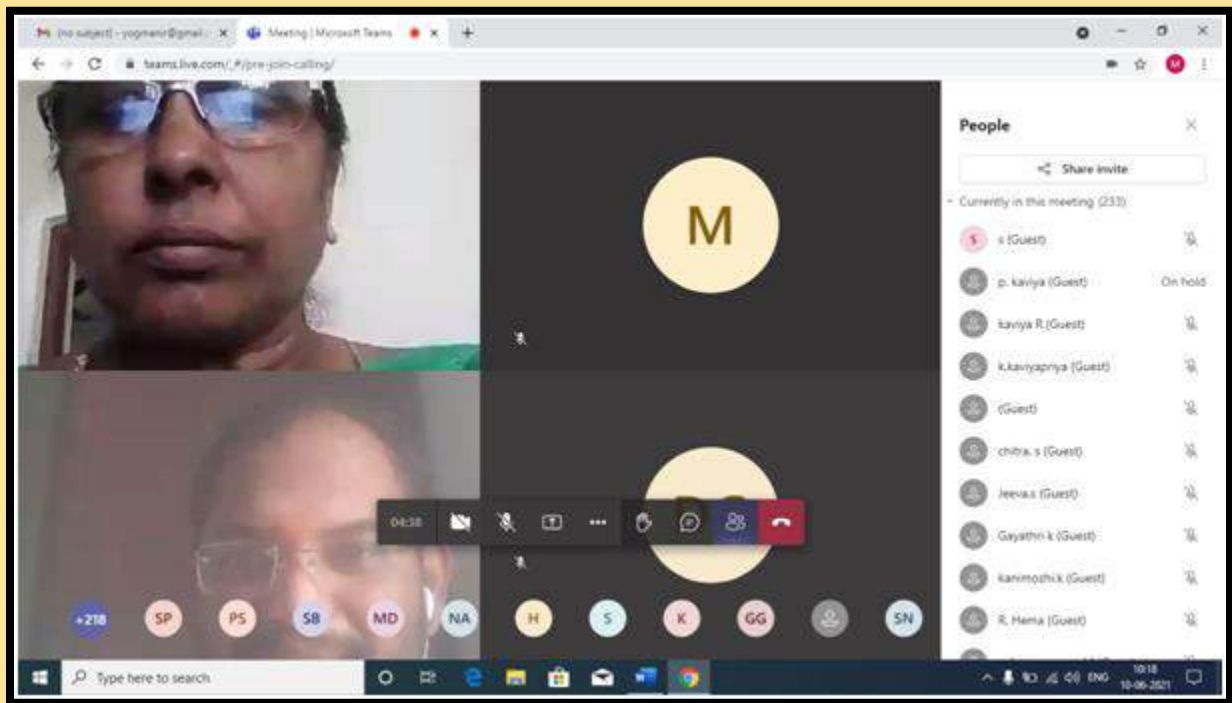 (no subject) - yogmanir@gmail.
Meeting | Microsoft Teams
teams.live.com/_#/pre-join-calling/
M
M
People
Share invite
Currently in this meeting (233)
S s (Guest)
p. kaviya (Guest) On hold
kaviya R (Guest)
k.kaviyapriya (Guest)
(Guest)
chitra. s (Guest)
Jeeva.s (Guest)
Gayathri k (Guest)
kanimozhi.k (Guest)
R. Hema (Guest)
04:38
+218 SP PS SB MD NA H S K GG SN
Type here to search
ENG
10:18
10-06-2021